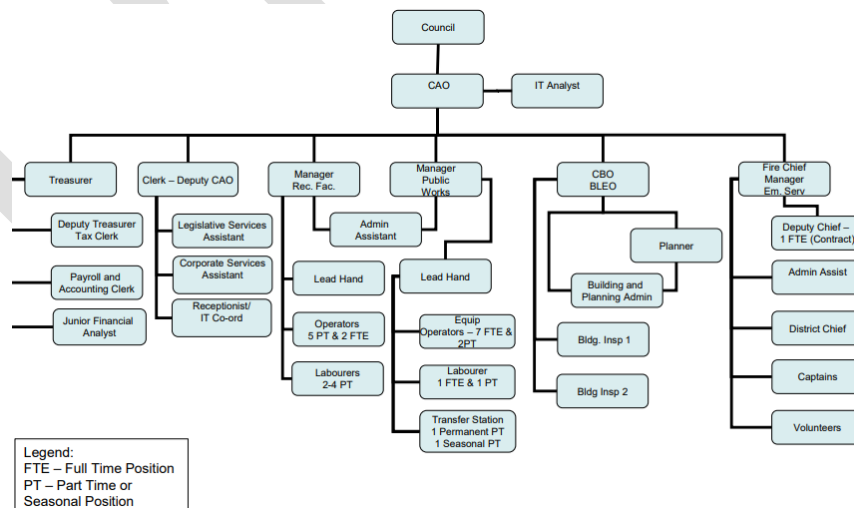 Council
CAO
IT Analyst
Treasurer
Clerk – Deputy CAO
Manager
Rec. Fac.
Manager
Public
Works
CBO
BLEO
Fire Chief
Manager
Em. Serv
Deputy Treasurer
Tax Clerk
Legislative Services
Assistant
Admin
Assistant
Planner
Deputy Chief –
1 FTE (Contract)
Payroll and
Accounting Clerk
Corporate Services
Assistant
Lead Hand
Lead Hand
Building and
Planning Admin
Admin Assist
Junior Financial
Analyst
Receptionist/
IT Co-ord
Operators
5 PT & 2 FTE
Equip
Operators – 7 FTE &
2PT
Bldg. Insp 1
District Chief
Labourers
2-4 PT
Labourer
1 FTE & 1 PT
Bldg Insp 2
Captains
Transfer Station
1 Permanent PT
1 Seasonal PT
Volunteers
Legend:
FTE – Full Time Position
PT – Part Time or
Seasonal Position